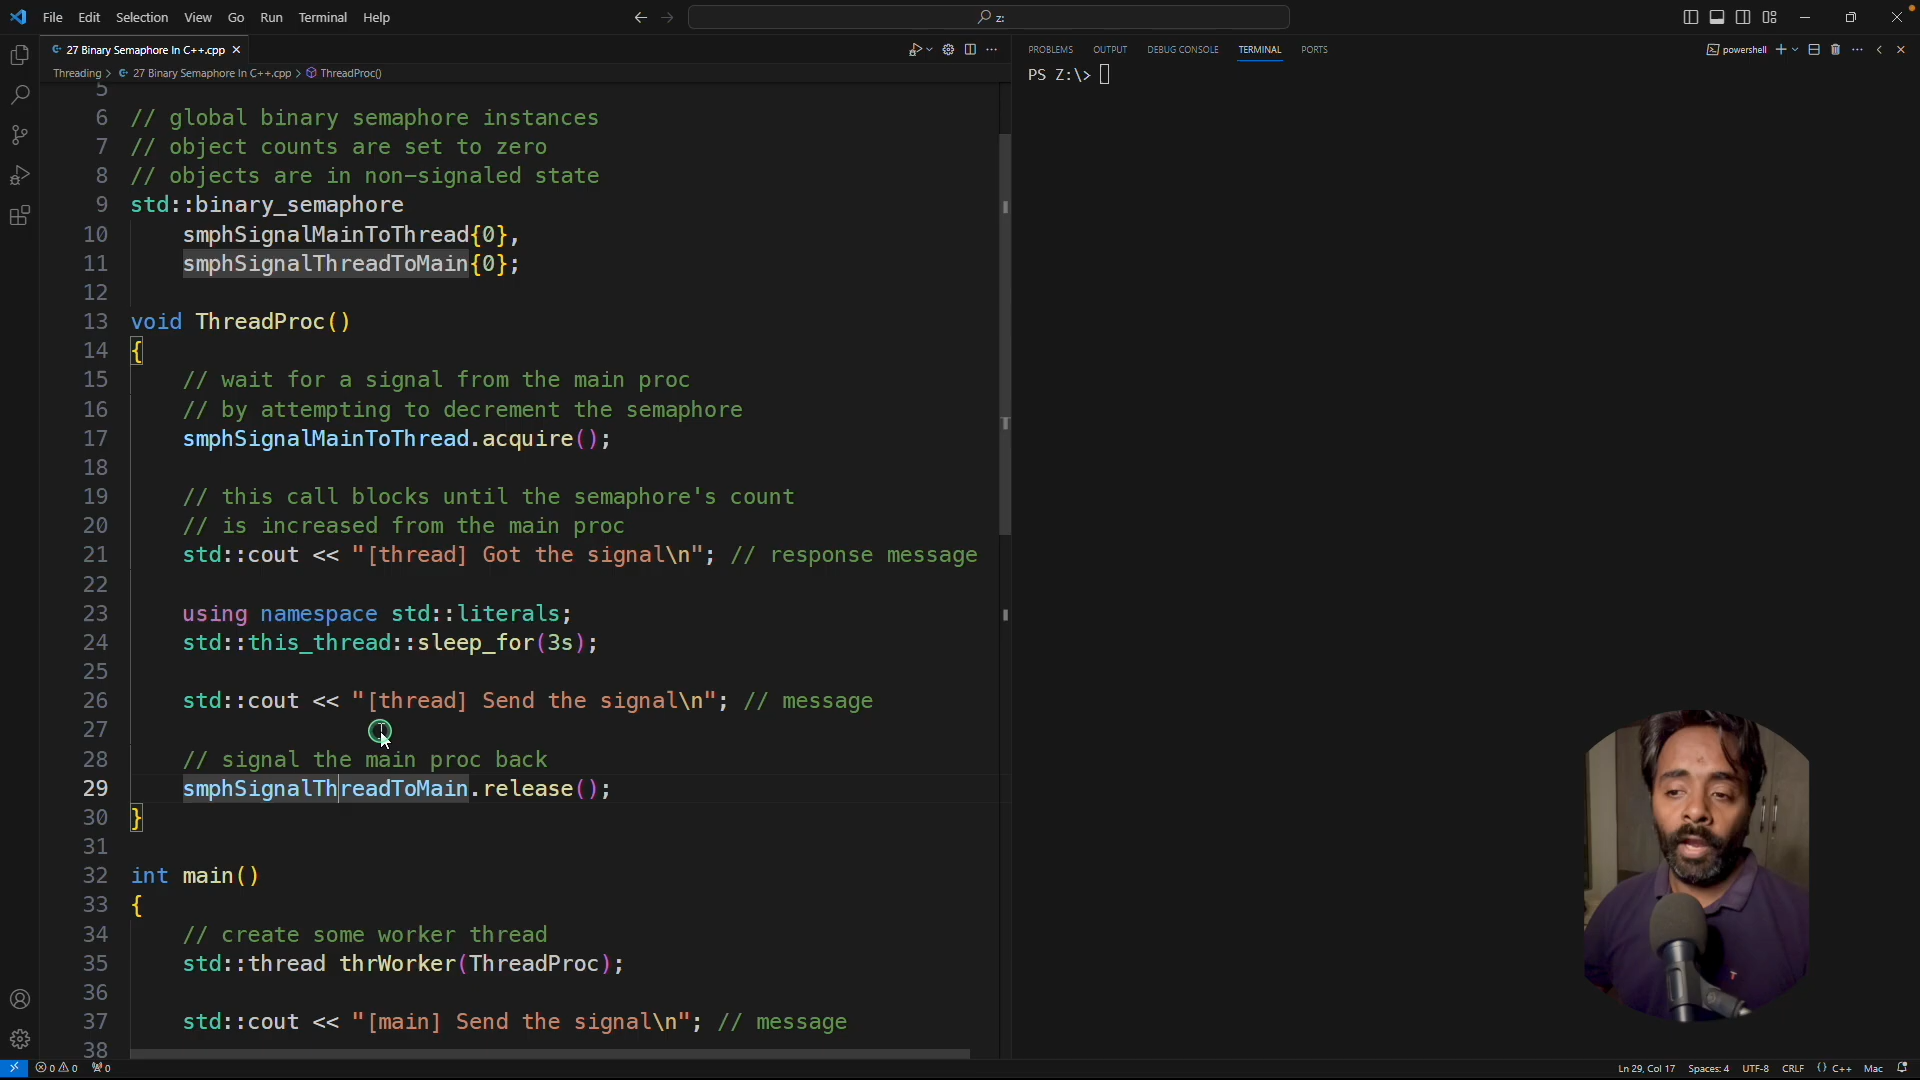 File Edit Selection View Go Run Terminal Help
z:
27 Binary Semaphore In C++.cpp
PROBLEMS OUTPUT DEBUG CONSOLE TERMINAL PORTS
powershell
Threading > 27 Binary Semaphore In C++.cpp > ThreadProc()
PS Z:\>
5
6 // global binary semaphore instances
7 // object counts are set to zero
8 // objects are in non-signaled state
9 std::binary_semaphore
10 smphSignalMainToThread{0},
11 smphSignalThreadToMain{0};
12
13 void ThreadProc()
14 {
15 // wait for a signal from the main proc
16 // by attempting to decrement the semaphore
17 smphSignalMainToThread.acquire();
18
19 // this call blocks until the semaphore's count
20 // is increased from the main proc
21 std::cout << "[thread] Got the signal\n"; // response message
22
23 using namespace std::literals;
24 std::this_thread::sleep_for(3s);
25
26 std::cout << "[thread] Send the signal\n"; // message
27
28 // signal the main proc back
29 smphSignalThreadToMain.release();
30 }
31
32 int main()
33 {
34 // create some worker thread
35 std::thread thrWorker(ThreadProc);
36
37 std::cout << "[main] Send the signal\n"; // message
38
0 0 0
Ln 29, Col 17 Spaces: 4 UTF-8 CRLF {} C++ Mac